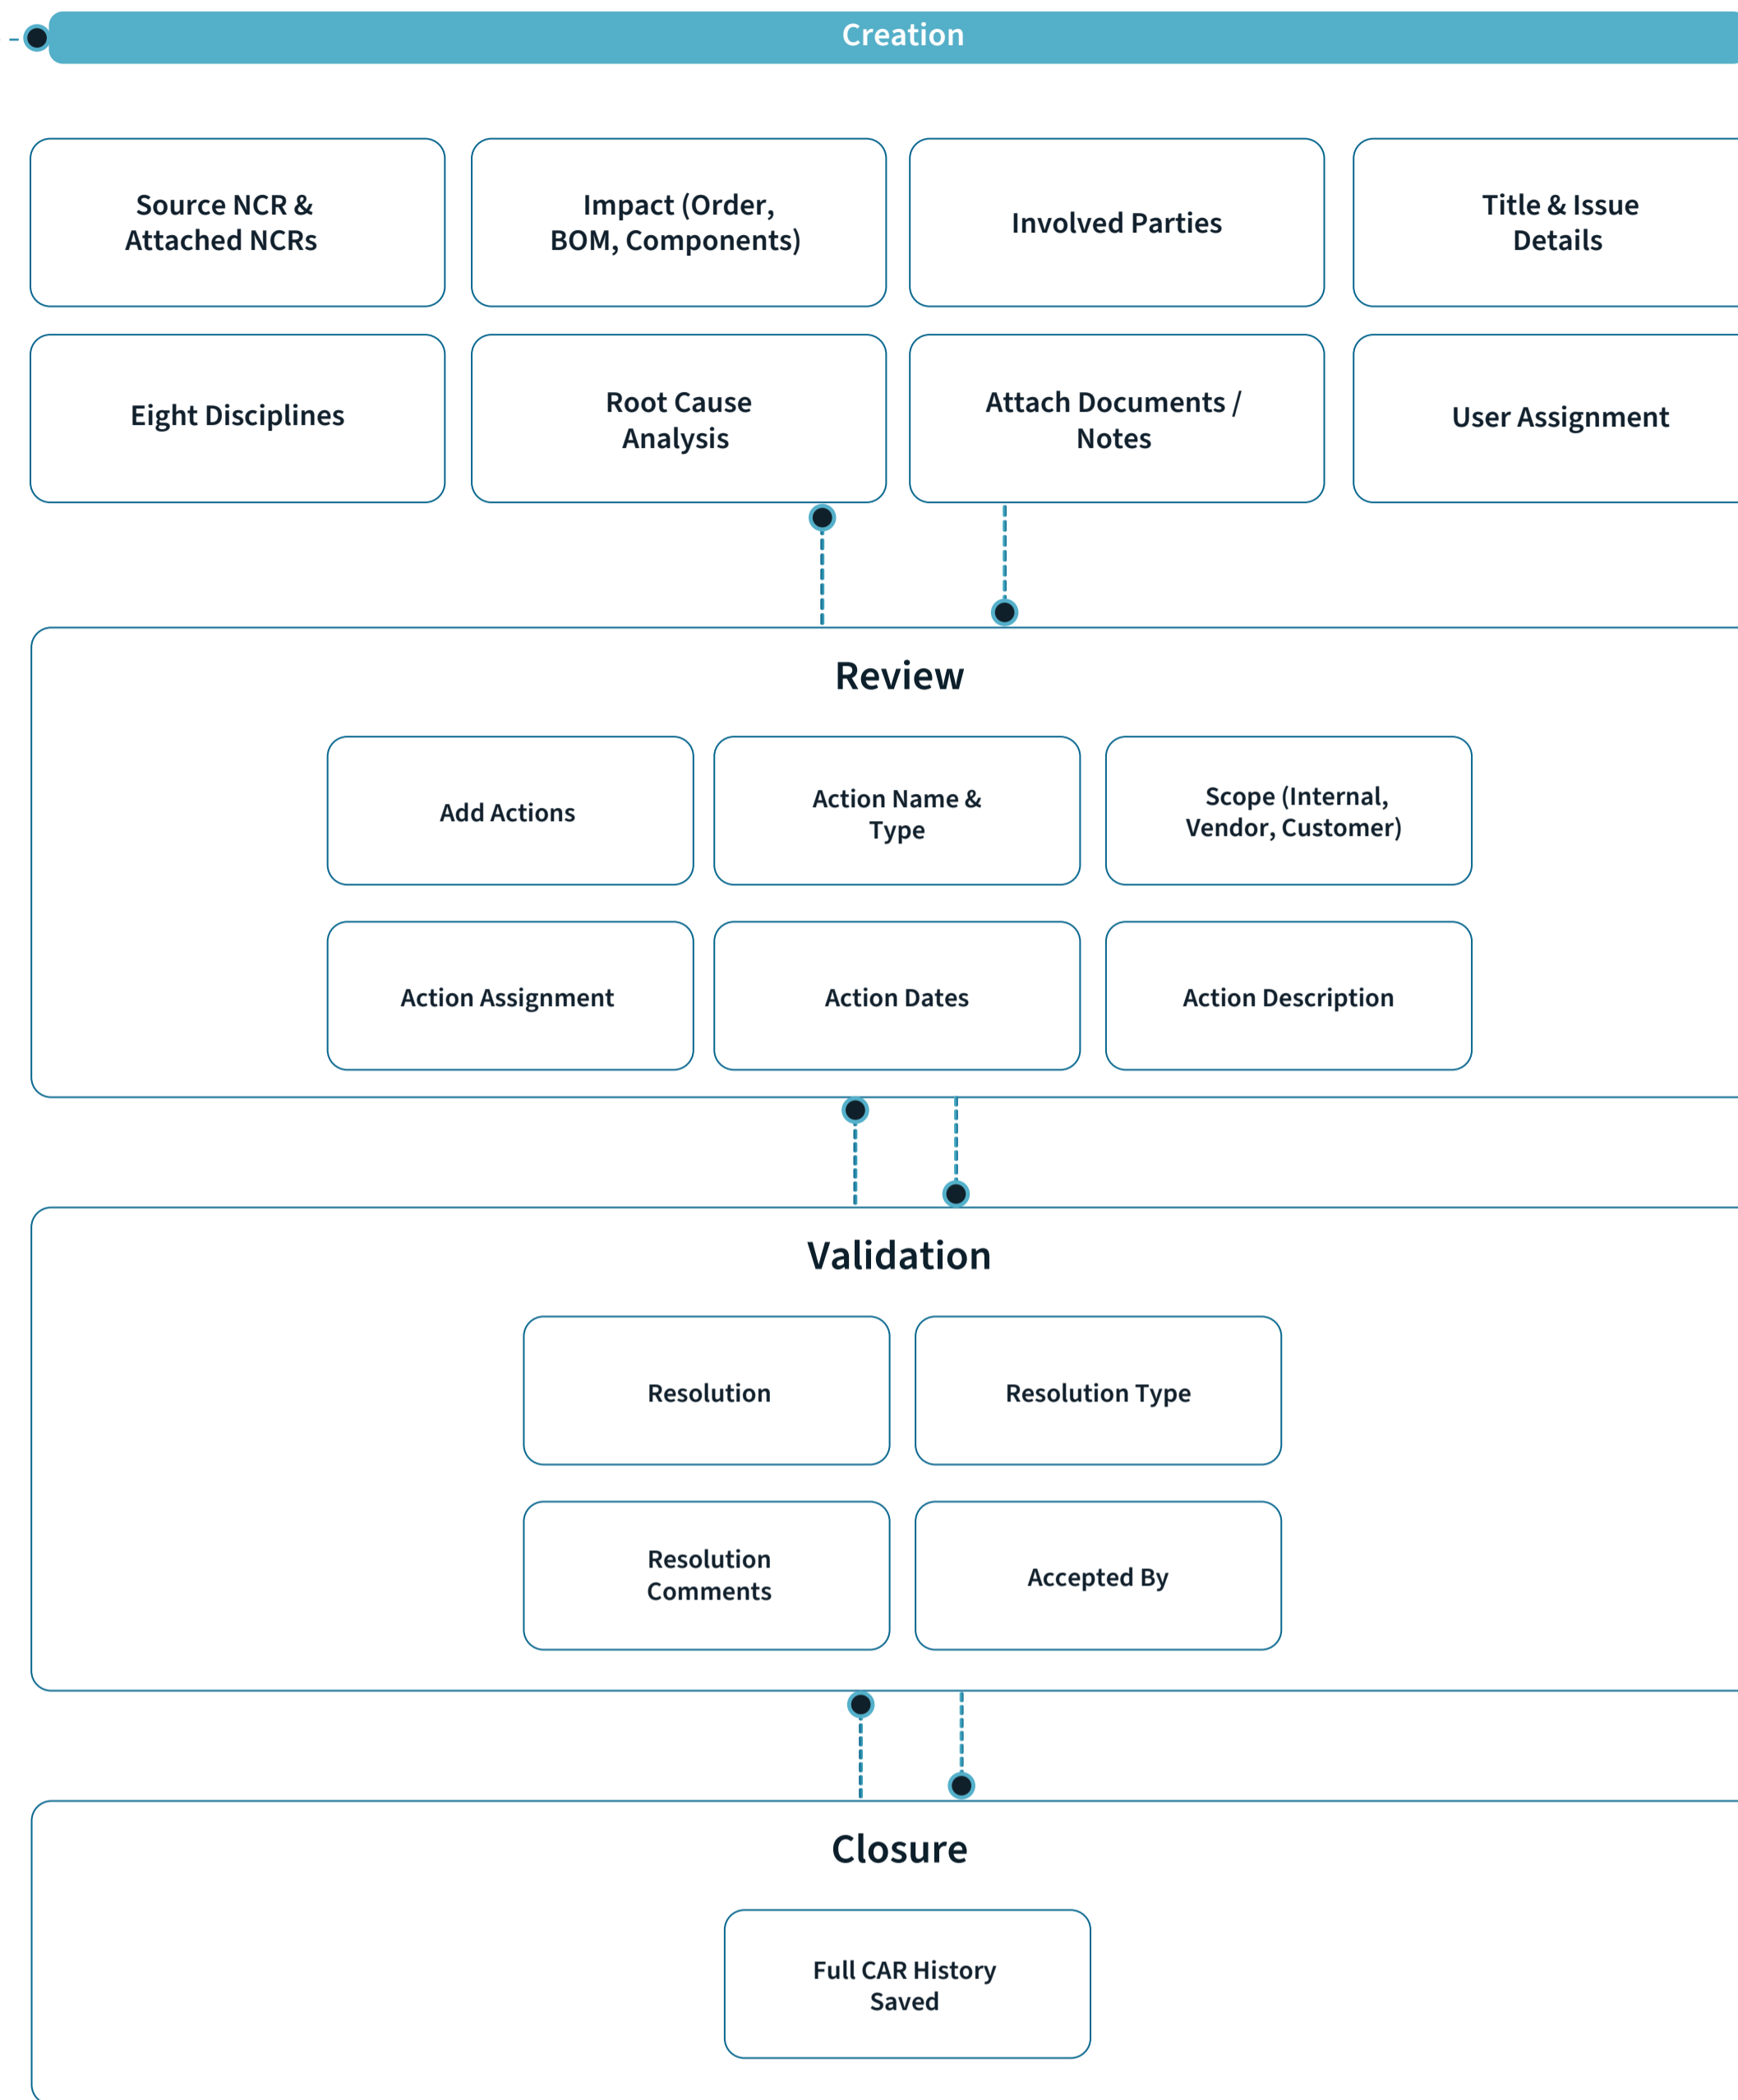 Creation
Source NCR &
Attached NCRs
Impact (Order,
BOM, Components)
Involved Parties
Title & Issue
Details
Eight Disciplines
Root Cause
Analysis
Attach Documents /
Notes
User Assignment
Review
Add Actions
Action Name &
Type
Scope (Internal,
Vendor, Customer)
Action Assignment
Action Dates
Action Description
Validation
Resolution
Resolution Type
Resolution
Comments
Accepted By
Closure
Full CAR History
Saved